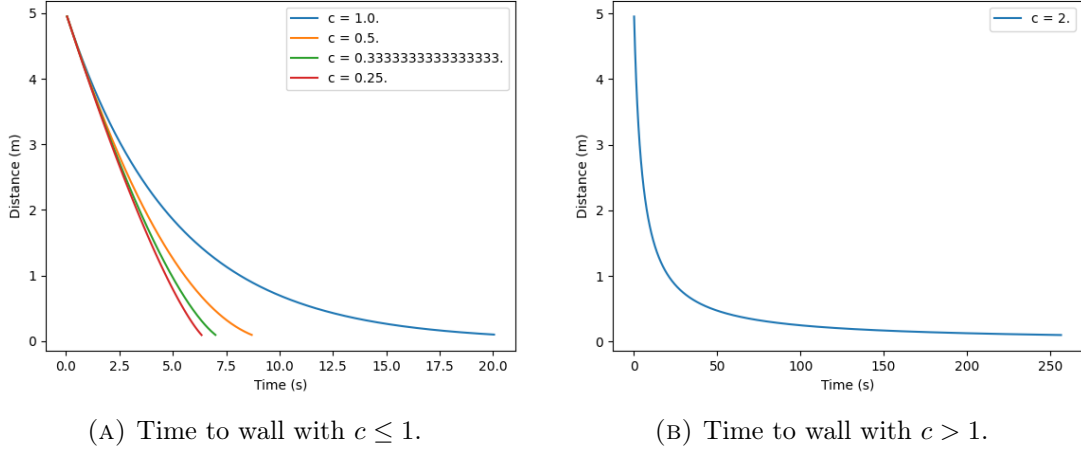 5
4
3
2
1
0
Distance (m)
c = 1.0.
c = 0.5.
c = 0.3333333333333333.
c = 0.25.
0.0 2.5 5.0 7.5 10.0 12.5 15.0 17.5 20.0
Time (s)
(A) Time to wall with c ≤ 1.
5
4
3
2
1
0
Distance (m)
c = 2.
0 50 100 150 200 250
Time (s)
(B) Time to wall with c > 1.